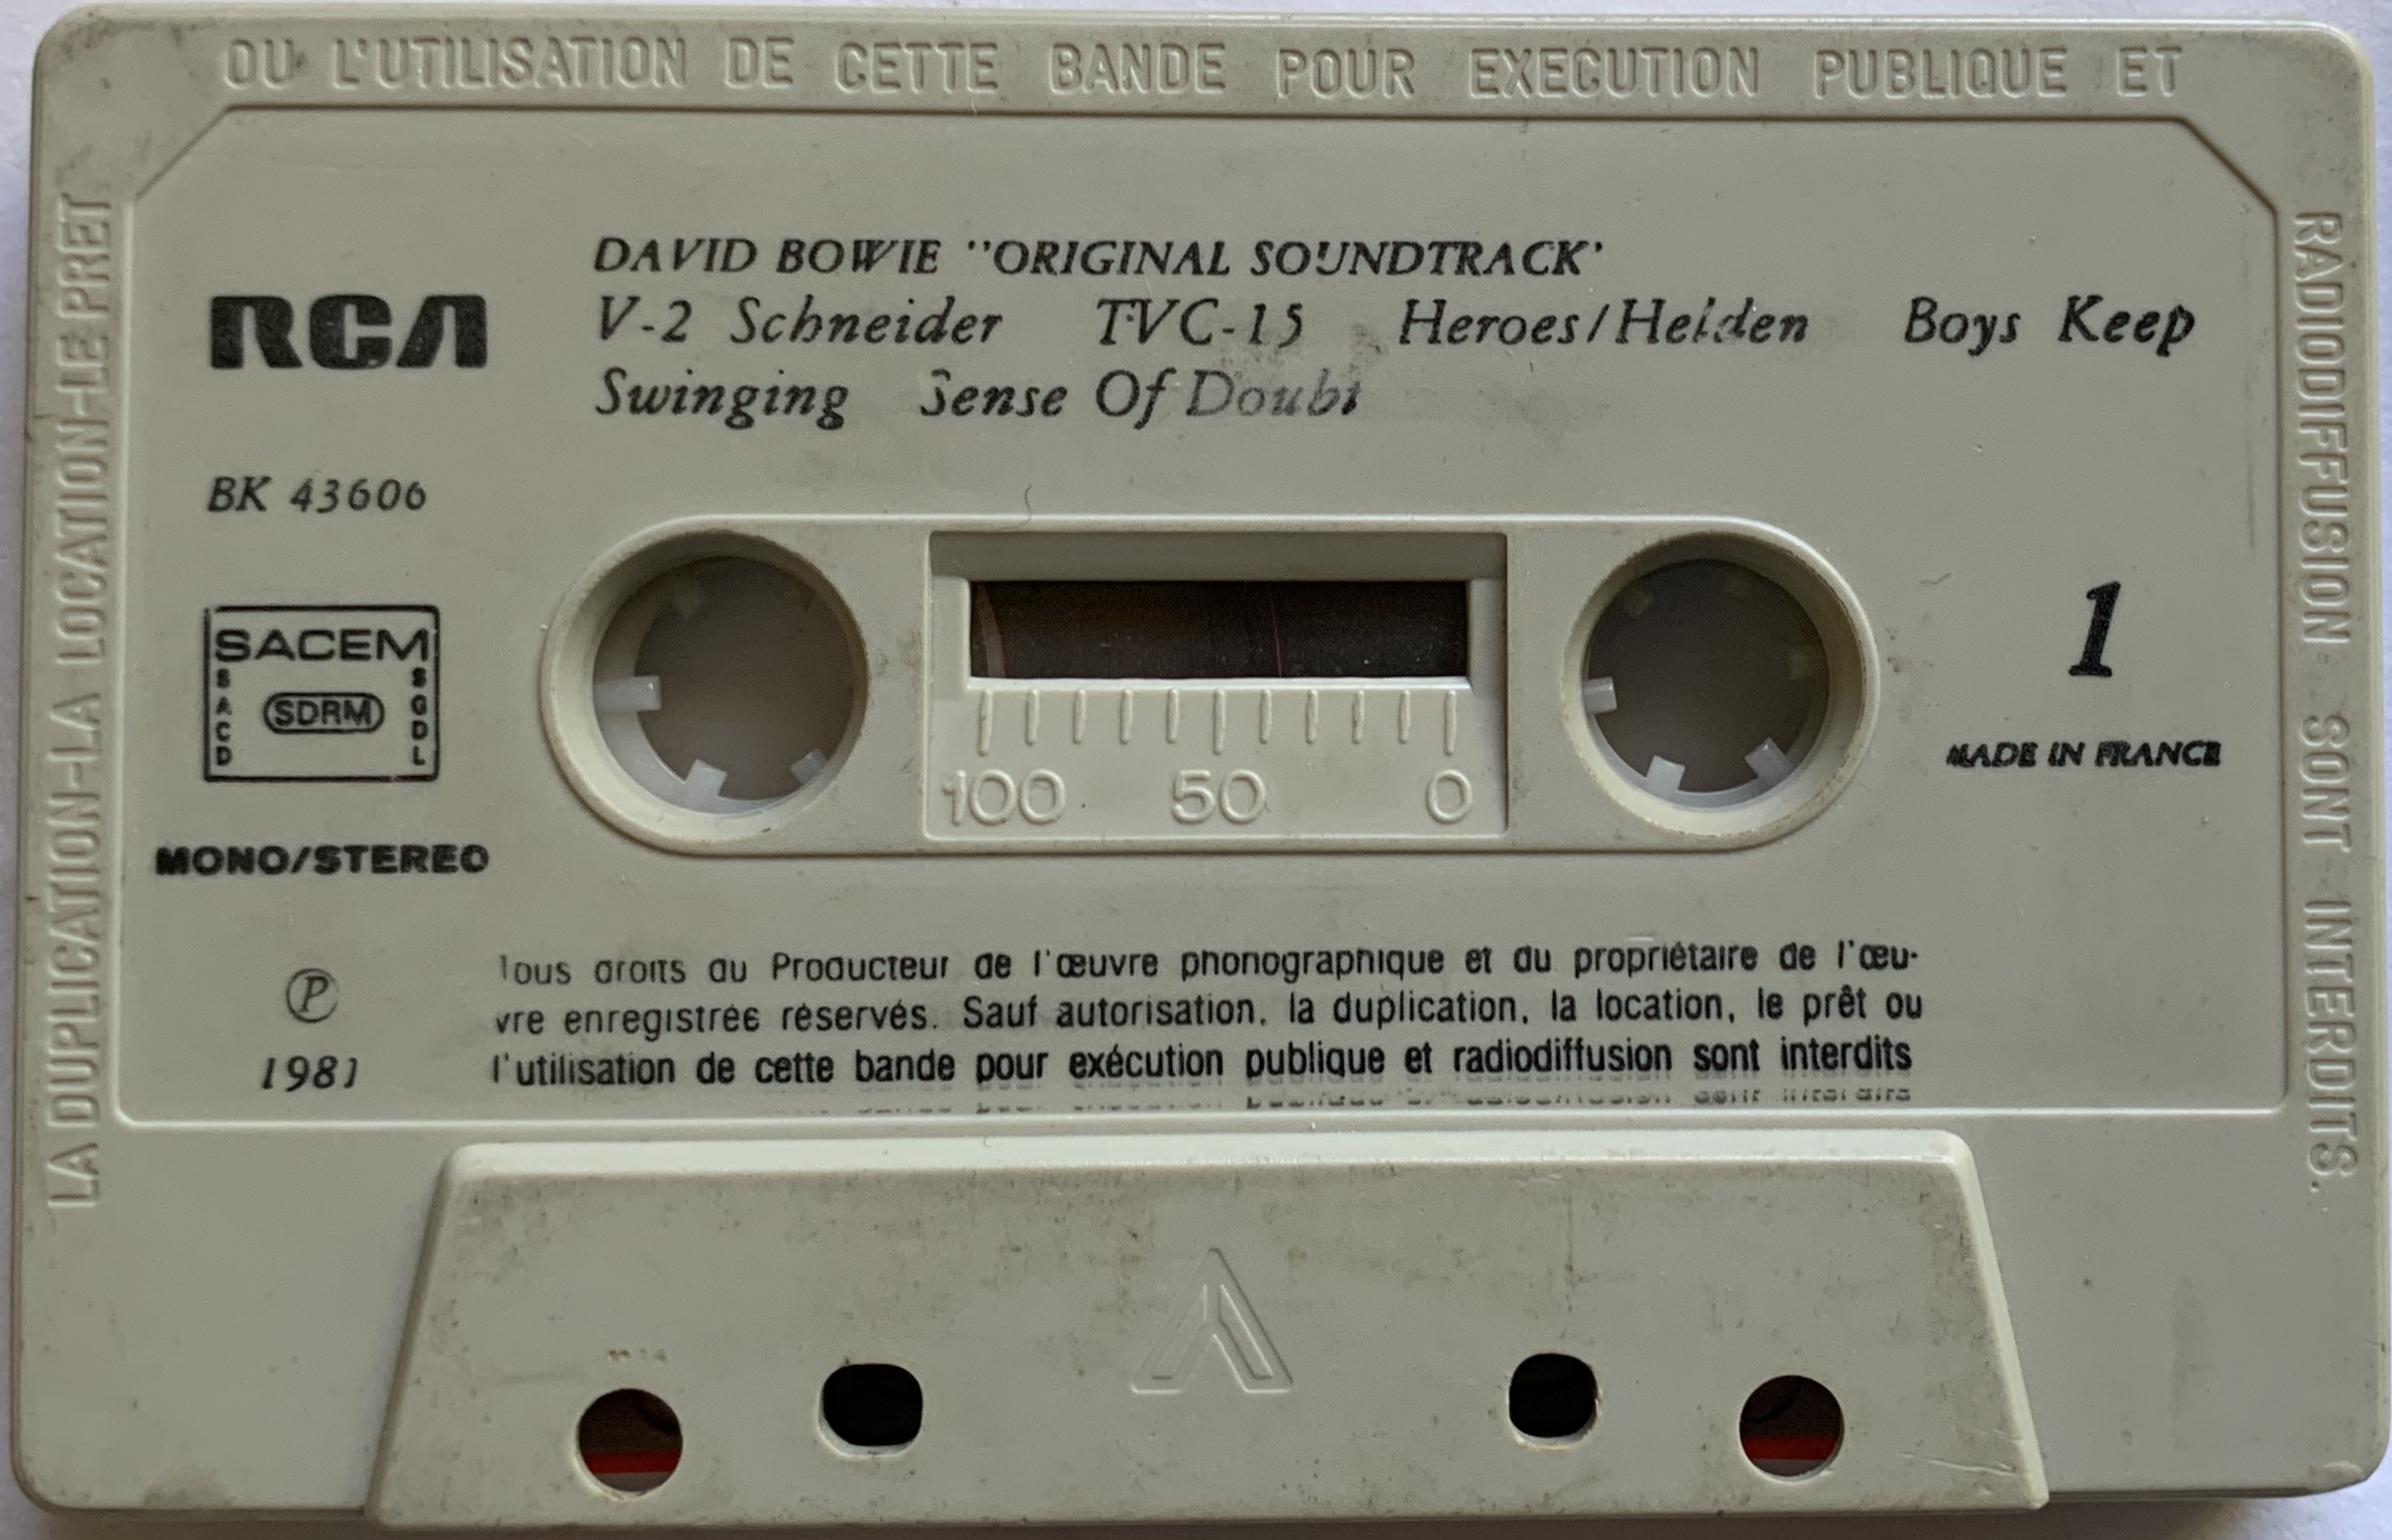 LA DUPLICATION-LA LOCATION-LE PRET
OU L'UTILISATION DE CETTE BANDE POUR EXECUTION PUBLIQUE ET
RADIODIFFUSION SONT INTERDITS.
DAVID BOWIE "ORIGINAL SOUNDTRACK'
V-2 Schneider TVC-15 Heroes/Helden Boys Keep
Swinging Sense Of Doubt
RCA
BK 43606
SACEM
SACD
SDRM
SGDL
MONO/STEREO
100 50 0
1
MADE IN FRANCE
Ⓟ
1981
Tous droits du Producteur de l'œuvre phonographique et du propriétaire de l'œu-
vre enregistrée réservés. Sauf autorisation, la duplication, la location, le prêt ou
l'utilisation de cette bande pour exécution publique et radiodiffusion sont interdits